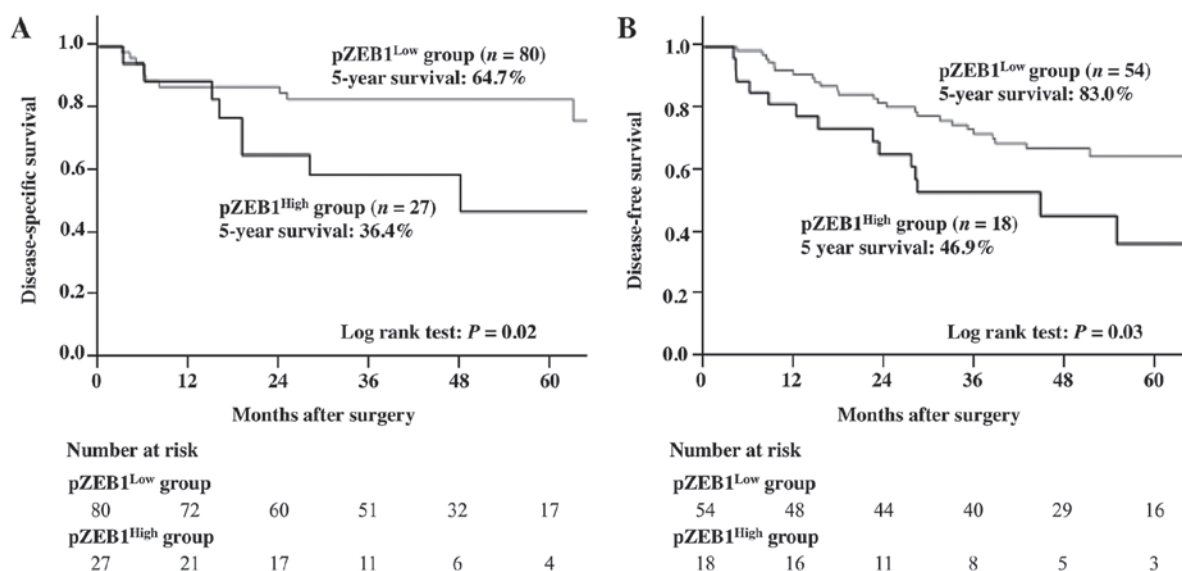 A
Disease-specific survival
1.0
0.8
0.6
0.4
0.2
0.0
pZEB1Low group (n = 80)
5-year survival: 64.7%
pZEB1High group (n = 27)
5-year survival: 36.4%
Log rank test: P = 0.02
0 12 24 36 48 60
Months after surgery
Number at risk
pZEB1Low group
80 72 60 51 32 17
pZEB1High group
27 21 17 11 6 4
B
Disease-free survival
1.0
0.8
0.6
0.4
0.2
0.0
pZEB1Low group (n = 54)
5-year survival: 83.0%
pZEB1High group (n = 18)
5 year survival: 46.9%
Log rank test: P = 0.03
0 12 24 36 48 60
Months after surgery
Number at risk
pZEB1Low group
54 48 44 40 29 16
pZEB1High group
18 16 11 8 5 3